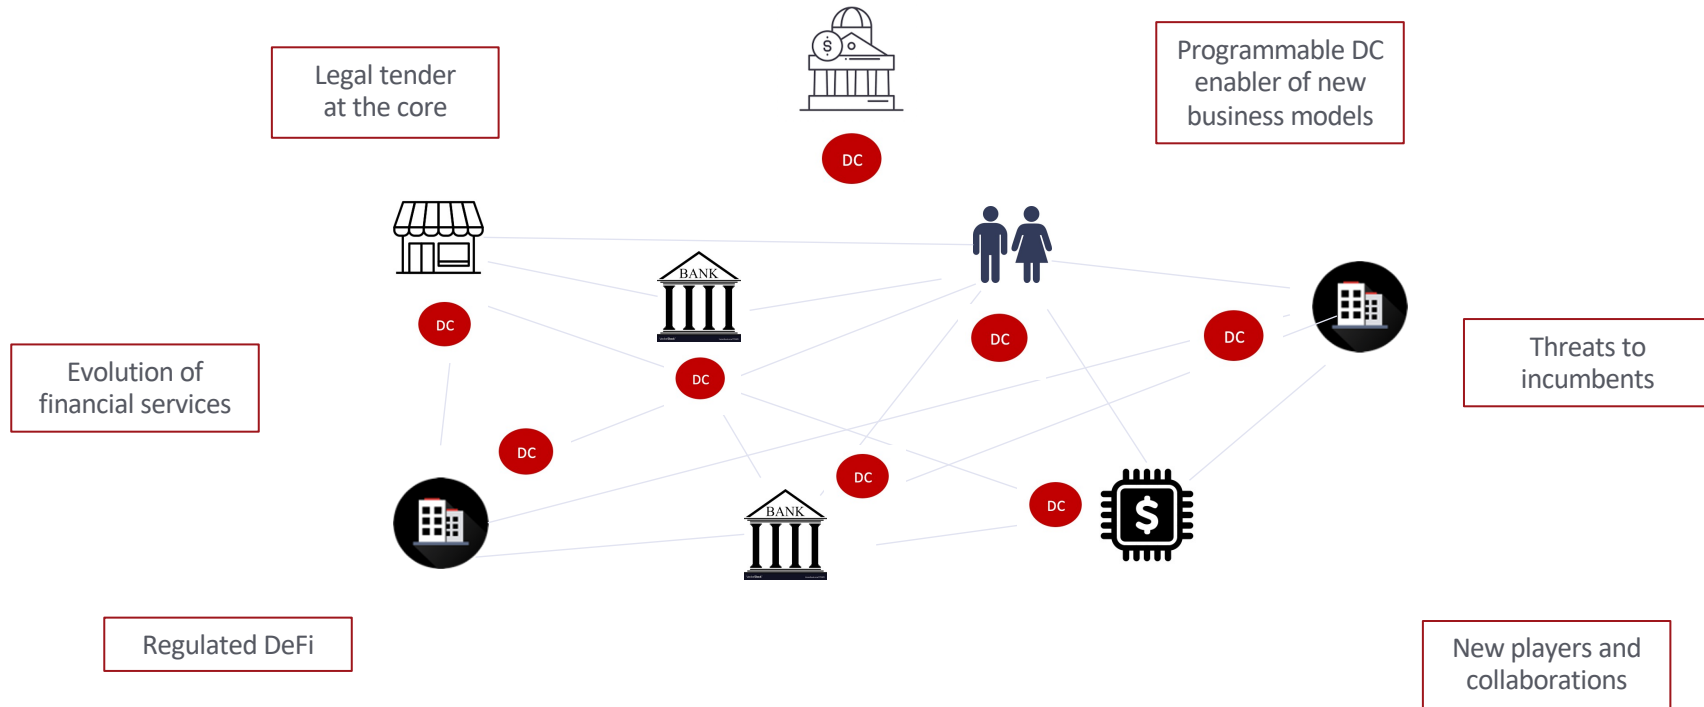 Legal tender
at the core
Programmable DC
enabler of new
business models
$
DC
BANK
DC
DC
DC
DC
Evolution of
financial services
Threats to
incumbents
DC
DC
BANK
DC
$
Regulated DeFi
New players and
collaborations